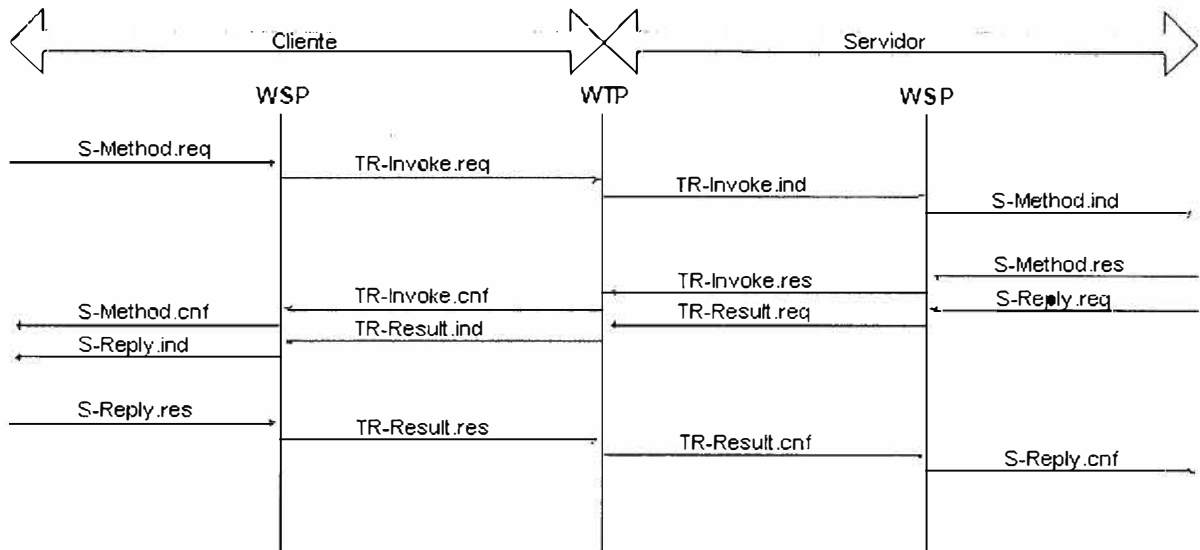 Cliente Servidor
WSP WTP WSP
S-Method.req
TR-Invoke.req
TR-Invoke.ind
S-Method.ind
S-Method.res
TR-Invoke.res
TR-Invoke.cnf
S-Reply.req
S-Method.cnf
TR-Result.req
TR-Result.ind
S-Reply.ind
S-Reply.res
TR-Result.res
TR-Result.cnf
S-Reply.cnf